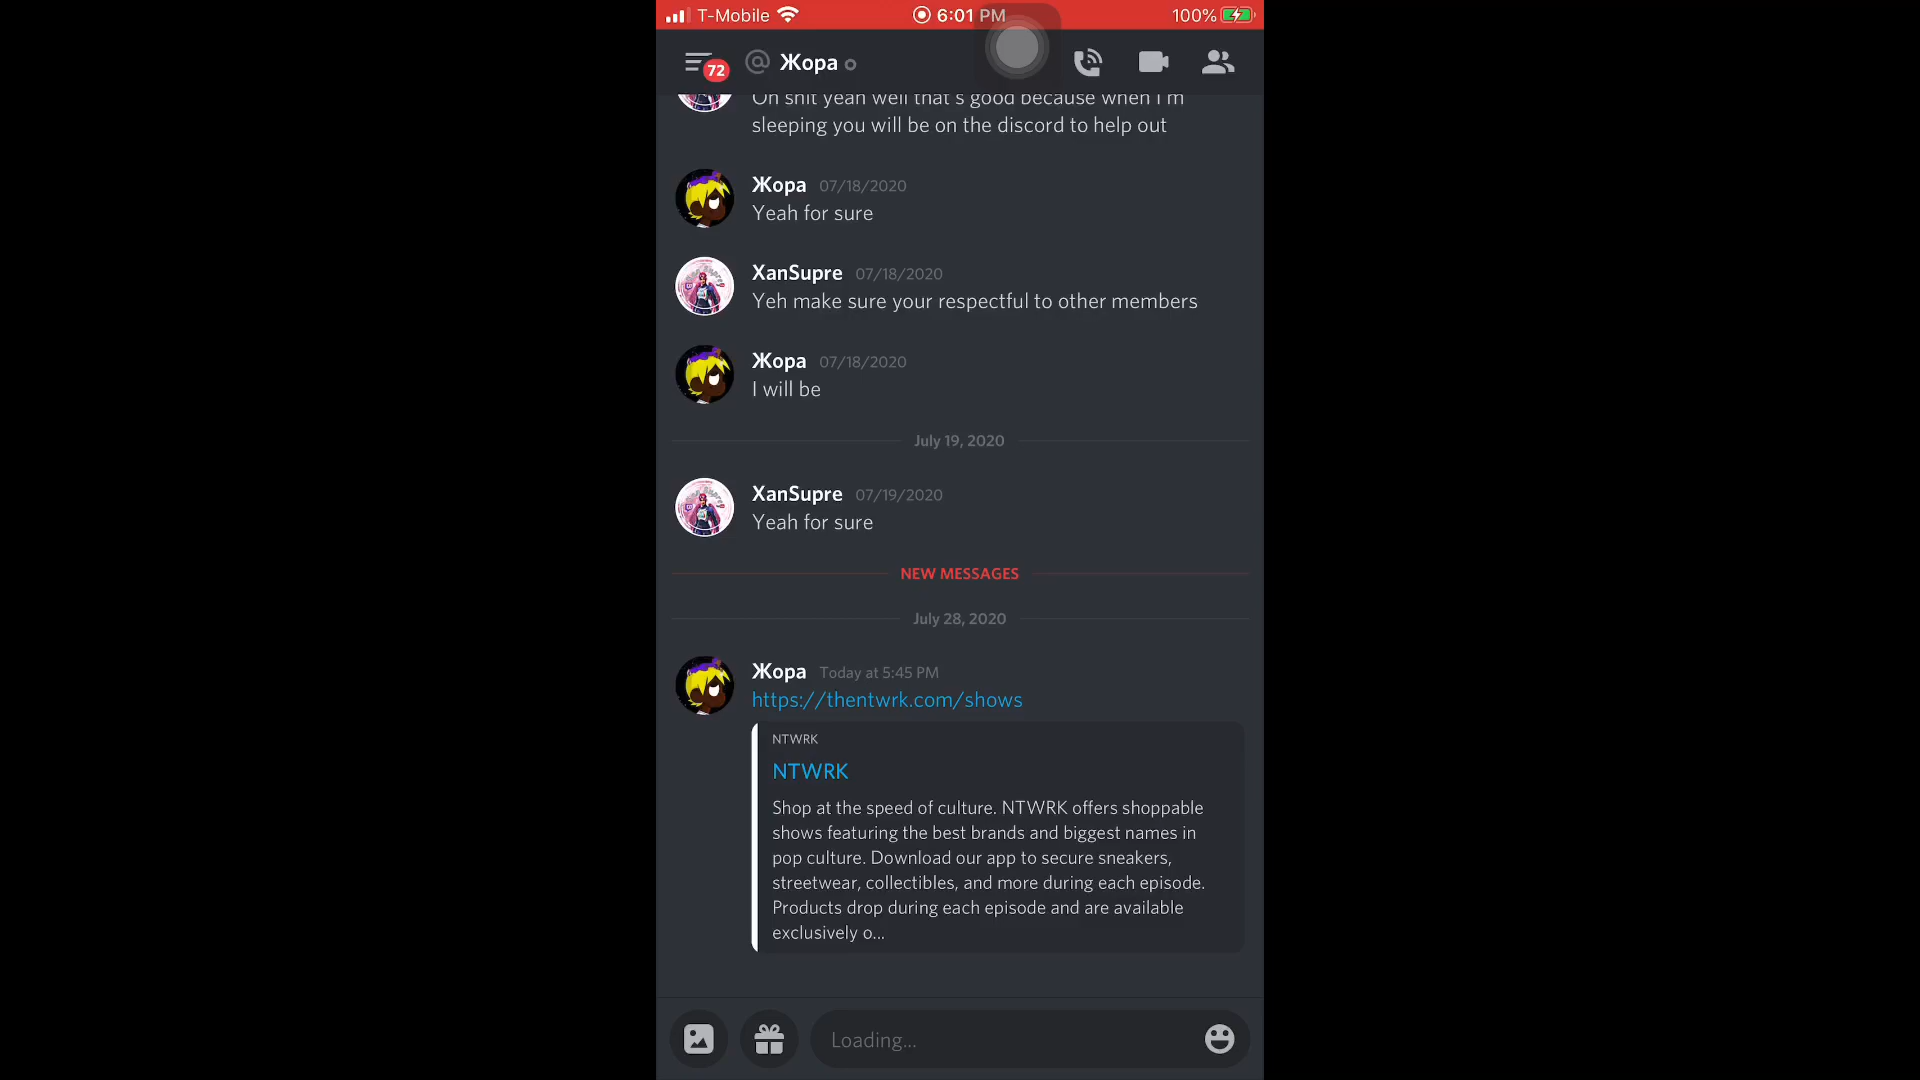 T-Mobile 6:01 PM 100%
72 @ Жора
Oh shit yeah well that's good because when I'm
sleeping you will be on the discord to help out
Жора 07/18/2020
Yeah for sure
XanSupre 07/18/2020
Yeh make sure your respectful to other members
Жора 07/18/2020
I will be
July 19, 2020
XanSupre 07/19/2020
Yeah for sure
NEW MESSAGES
July 28, 2020
Жора Today at 5:45 PM
https://thentwrk.com/shows
NTWRK
NTWRK
Shop at the speed of culture. NTWRK offers shoppable
shows featuring the best brands and biggest names in
pop culture. Download our app to secure sneakers,
streetwear, collectibles, and more during each episode.
Products drop during each episode and are available
exclusively o...
Loading...